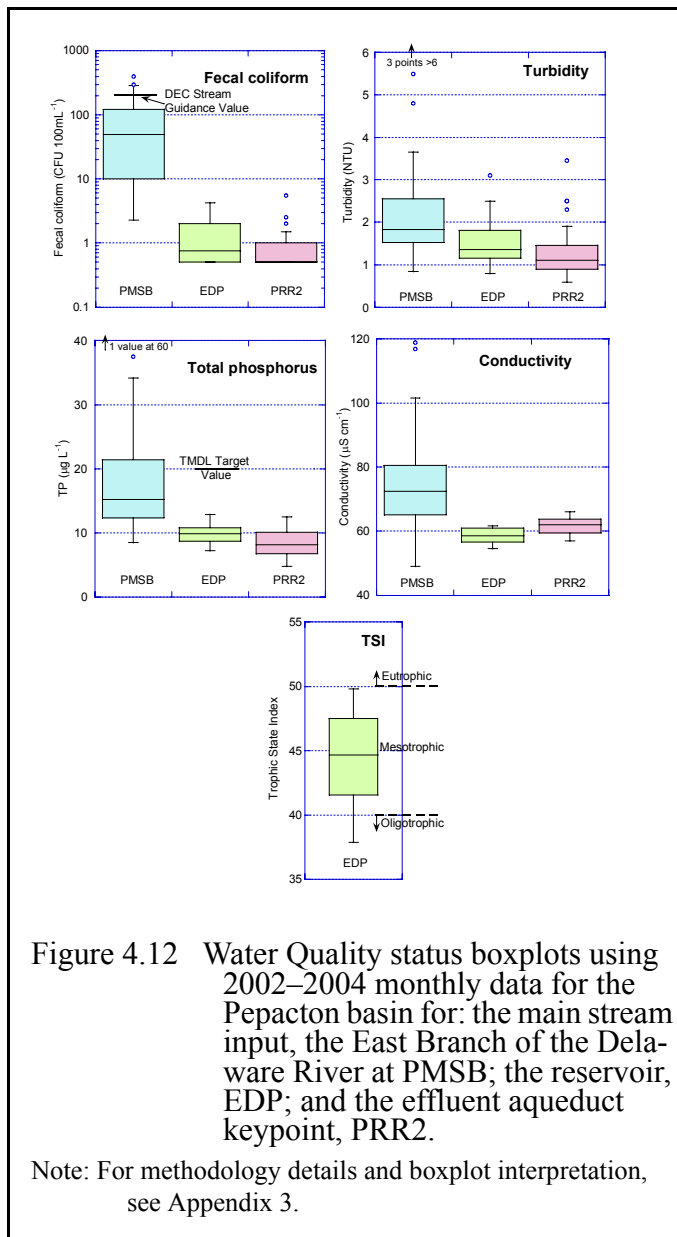 Fecal coliform
Fecal coliform (CFU 100mL⁻¹)
1000
100
10
1
0.1
DEC Stream
Guidance Value
PMSB
EDP
PRR2
Turbidity
Turbidity (NTU)
3 points >6
6
5
4
3
2
1
0
PMSB
EDP
PRR2
Total phosphorus
TP (µg L⁻¹)
1 value at 60
40
30
20
10
0
TMDL Target
Value
PMSB
EDP
PRR2
Conductivity
Conductivity (µS cm⁻¹)
120
100
80
60
40
PMSB
EDP
PRR2
TSI
Trophic State Index
55
50
45
40
35
Eutrophic
Mesotrophic
Oligotrophic
EDP
Figure 4.12 Water Quality status boxplots using
2002–2004 monthly data for the
Pepacton basin for: the main stream
input, the East Branch of the Dela-
ware River at PMSB; the reservoir,
EDP; and the effluent aqueduct
keypoint, PRR2.
Note: For methodology details and boxplot interpretation,
see Appendix 3.